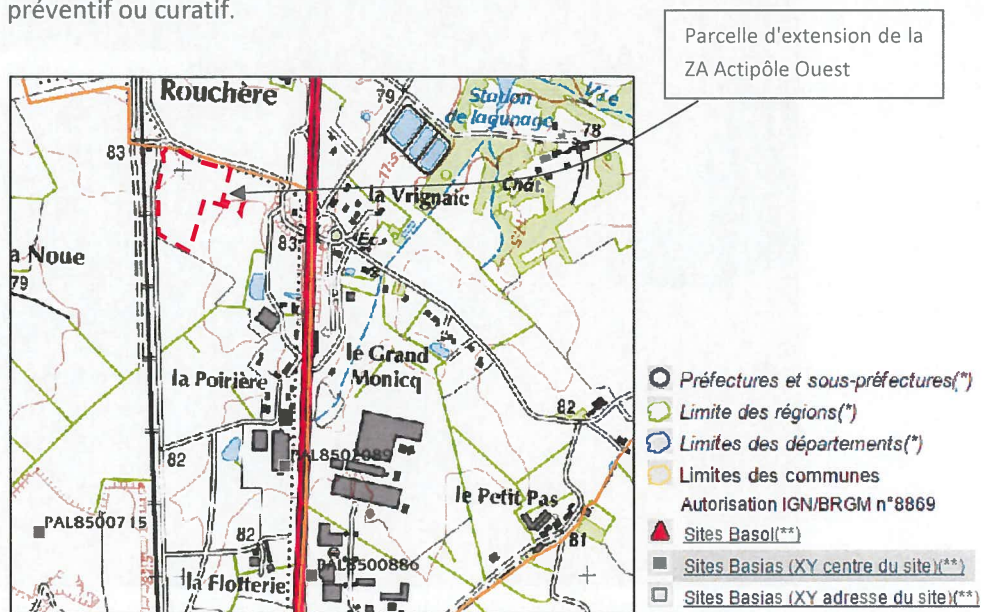 préventif ou curatif.
Parcelle d'extension de la
ZA Actipôle Ouest
Rouchère
79
Station
de lagunage
Vie
78
83
la Vrignaie
Chât.
Ec.
83
a Noue
79
le Grand
Monicq
la Poirière
82
82
PAL8500715
le Petit Pas
82
81
PAL8500886
la Flotterie
Préfectures et sous-préfectures(*)
Limite des régions(*)
Limites des départements(*)
Limites des communes
Autorisation IGN/BRGM n°8869
Sites Basol(**)
Sites Basias (XY centre du site)(**)
Sites Basias (XY adresse du site)(**)